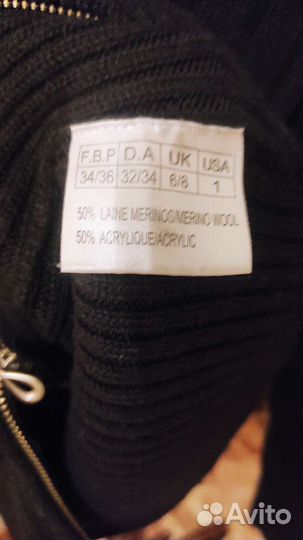 F.B.P D.A UK USA
34/36 32/34 6/8 1
50% LAINE MERINOS/MERINO WOOL
50% ACRYLIQUE/ACRYLIC
Avito